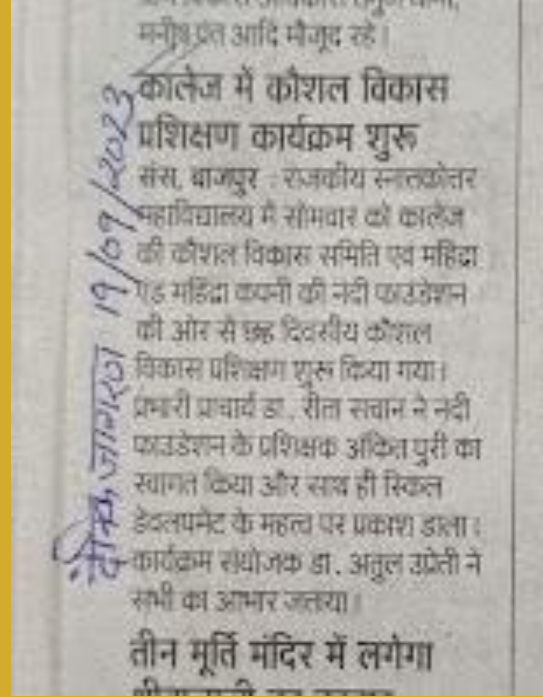 मनीष पंत आदि मौजूद रहे।
कालेज में कौशल विकास
प्रशिक्षण कार्यक्रम शुरू
संस, बाजपुर : राजकीय स्नातकोत्तर
महाविद्यालय में सोमवार को कालेज
की कौशल विकास समिति एवं महिंद्रा
एंड महिंद्रा कंपनी की नंदी फाउंडेशन
की ओर से छह दिवसीय कौशल
विकास प्रशिक्षण शुरू किया गया।
प्रभारी प्राचार्य डा. रीता सचान ने नंदी
फाउंडेशन के प्रशिक्षक अंकित पुरी का
स्वागत किया और साथ ही स्किल
डेवलपमेंट के महत्व पर प्रकाश डाला।
कार्यक्रम संयोजक डा. अतुल उप्रेती ने
सभी का आभार जताया।
तीन मूर्ति मंदिर में लगेगा
दैनिक जागरण 19/09/2023